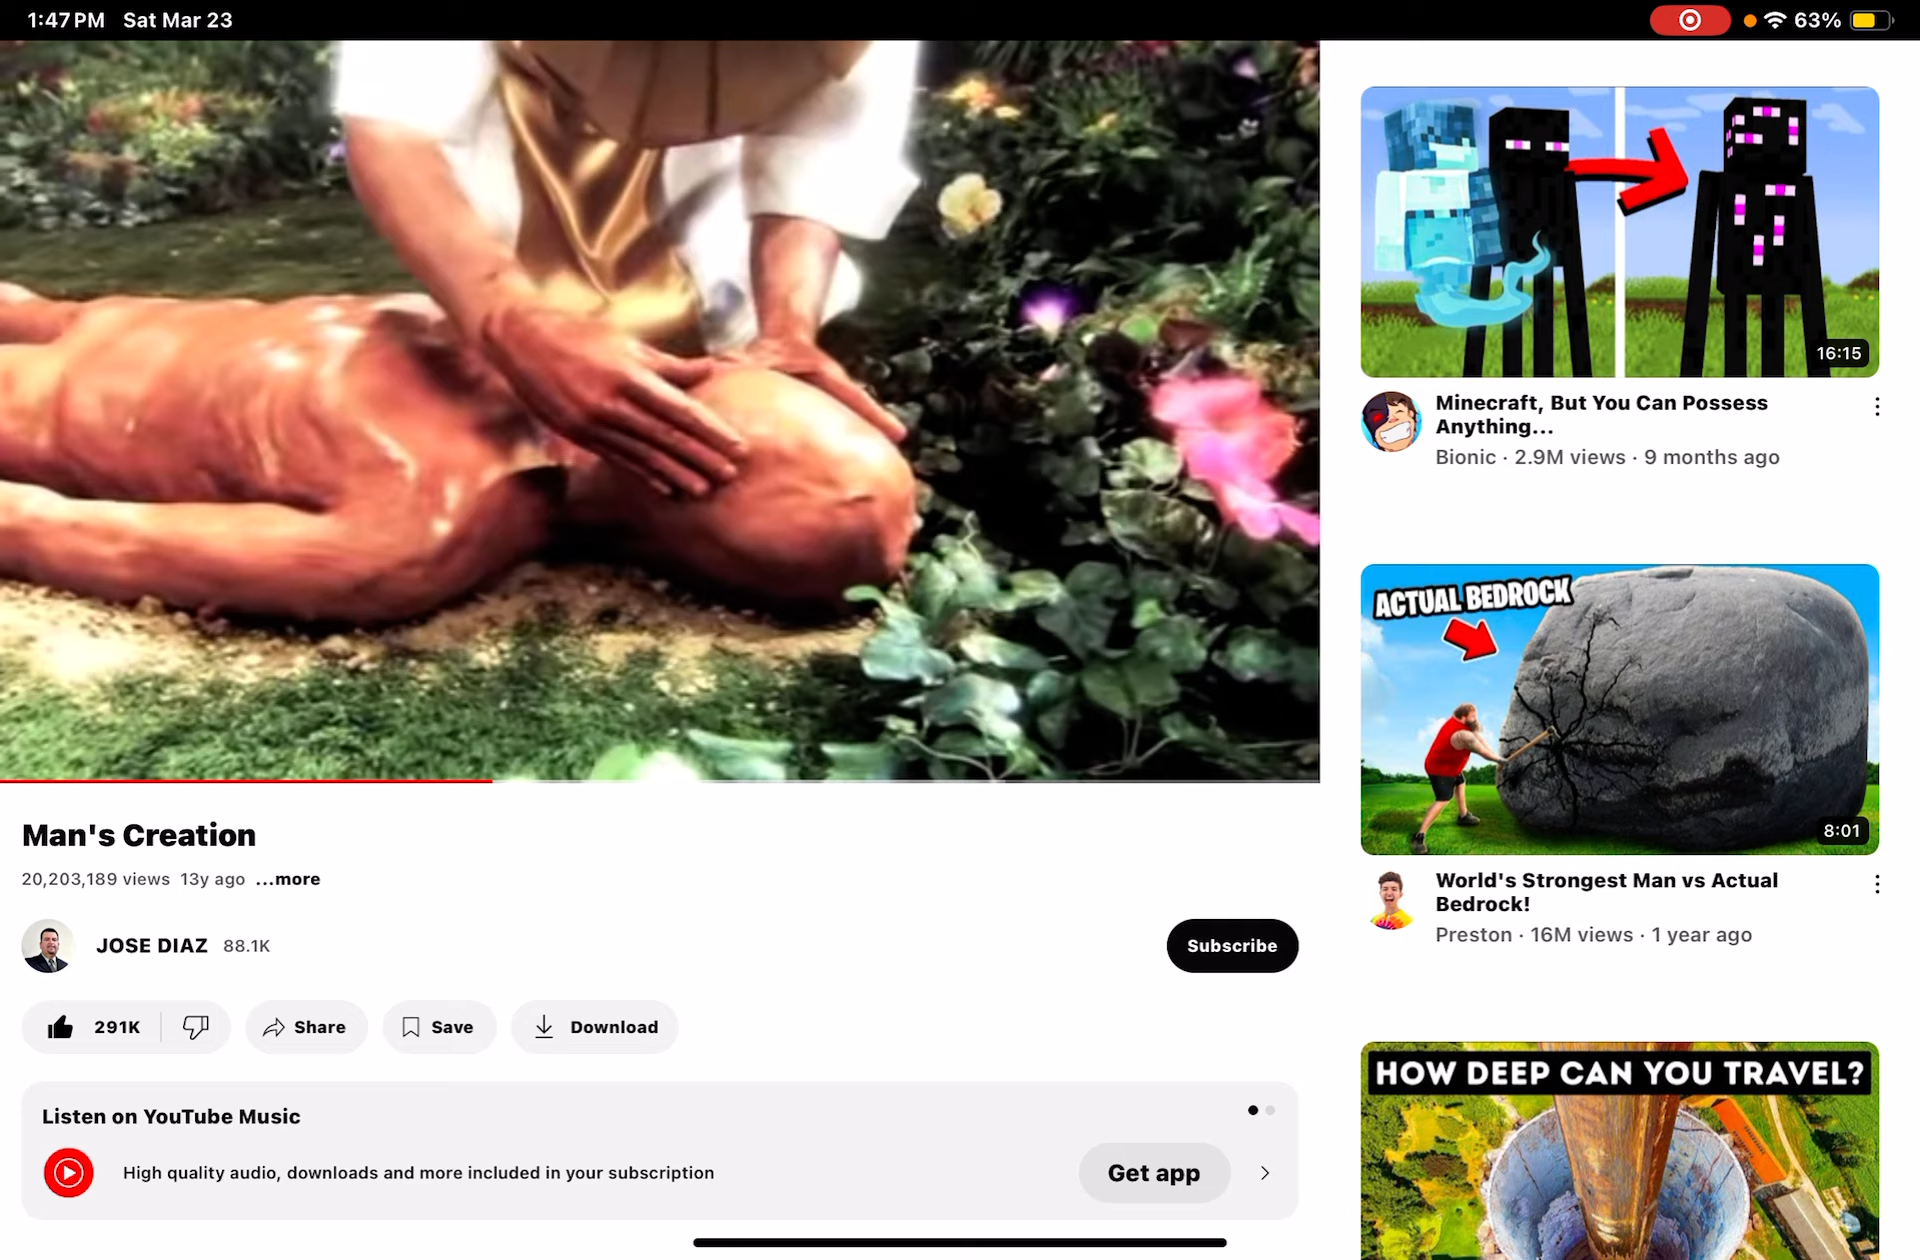 1:47 PM Sat Mar 23
63%
Man's Creation
20,203,189 views 13y ago ...more
JOSE DIAZ 88.1K
Subscribe
291K
Share
Save
Download
Listen on YouTube Music
High quality audio, downloads and more included in your subscription
Get app
16:15
Minecraft, But You Can Possess
Anything...
Bionic · 2.9M views · 9 months ago
ACTUAL BEDROCK
8:01
World's Strongest Man vs Actual
Bedrock!
Preston · 16M views · 1 year ago
HOW DEEP CAN YOU TRAVEL?